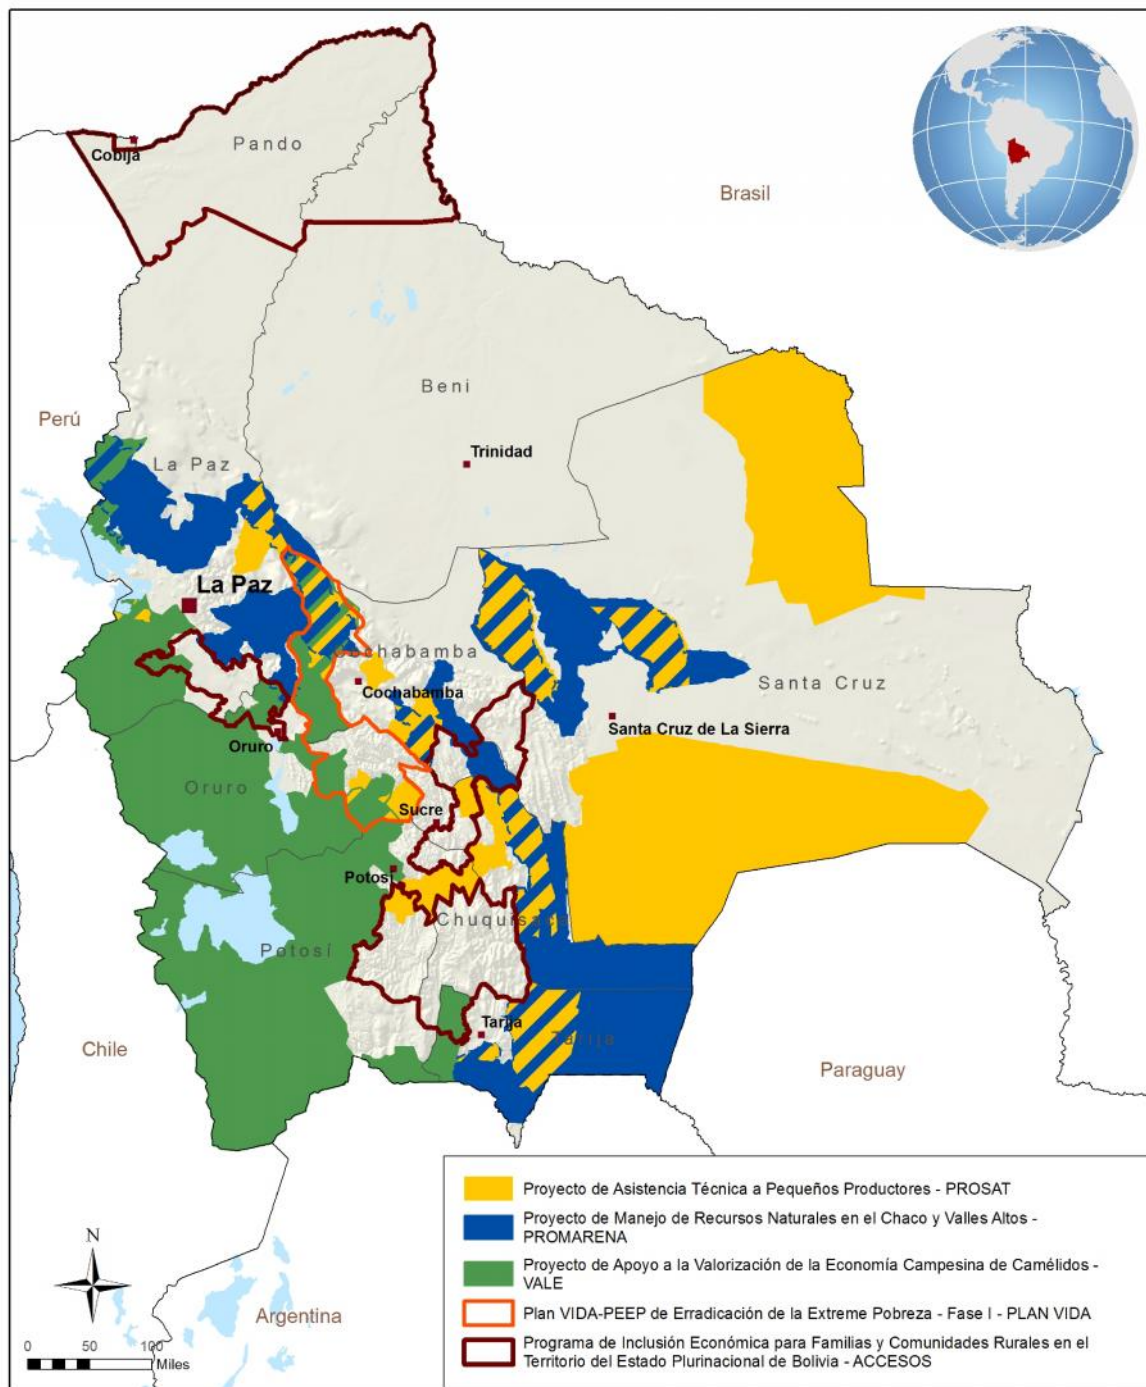 Pando
Cobija
Brasil
Beni
Perú
Trinidad
La Paz
La Paz
Cochabamba
Cochabamba
Santa Cruz
Santa Cruz de La Sierra
Oruro
Oruro
Sucre
Potosí
Chuquisaca
Potosí
Tarija
Tarija
Chile
Paraguay
Argentina
N
0 50 100
Miles
Proyecto de Asistencia Técnica a Pequeños Productores - PROSAT
Proyecto de Manejo de Recursos Naturales en el Chaco y Valles Altos -
PROMARENA
Proyecto de Apoyo a la Valorización de la Economía Campesina de Camélidos -
VALE
Plan VIDA-PEEP de Erradicación de la Extreme Pobreza - Fase I - PLAN VIDA
Programa de Inclusión Económica para Familias y Comunidades Rurales en el
Territorio del Estado Plurinacional de Bolivia - ACCESOS